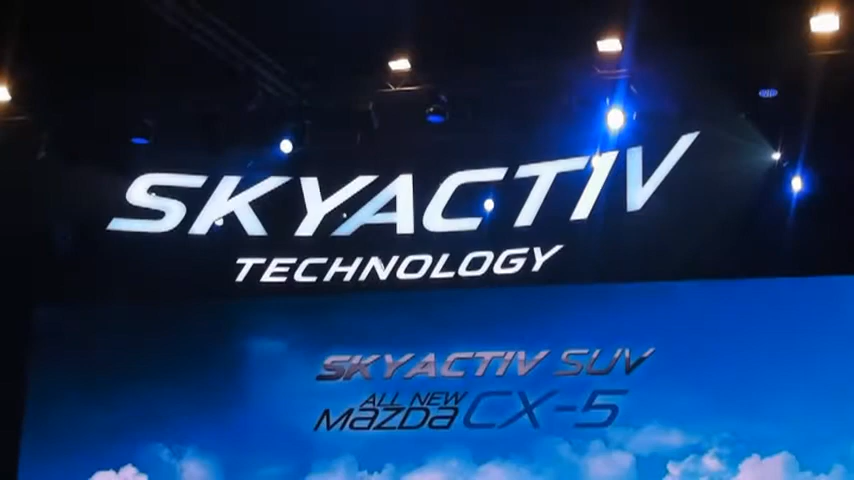 SKYACTIV
TECHNOLOGY
SKYACTIV SUV
ALL NEW
mazda CX-5